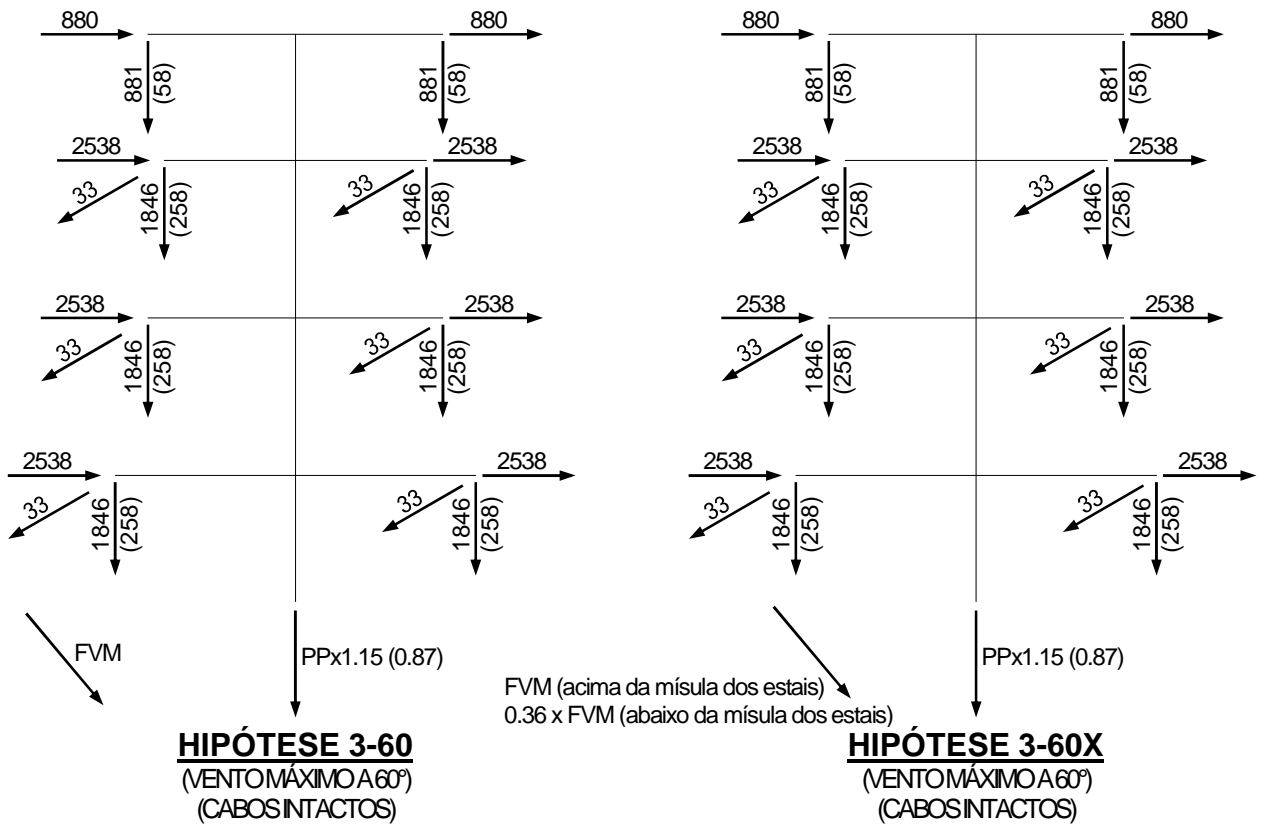 880 880 880 880
881 (58) 881 (58) 881 (58) 881 (58)
2538 2538 2538 2538
33 1846 (258) 33 1846 (258) 33 1846 (258) 33 1846 (258)
2538 2538 2538 2538
33 1846 (258) 33 1846 (258) 33 1846 (258) 33 1846 (258)
2538 2538 2538 2538
33 1846 (258) 33 1846 (258) 33 1846 (258) 33 1846 (258)
FVM PPx1.15 (0.87) PPx1.15 (0.87)
FVM (acima da mísula dos estais)
0.36 x FVM (abaixo da mísula dos estais)
HIPÓTESE 3-60
(VENTO MÁXIMO A 60º)
(CABOS INTACTOS)
HIPÓTESE 3-60X
(VENTO MÁXIMO A 60º)
(CABOS INTACTOS)